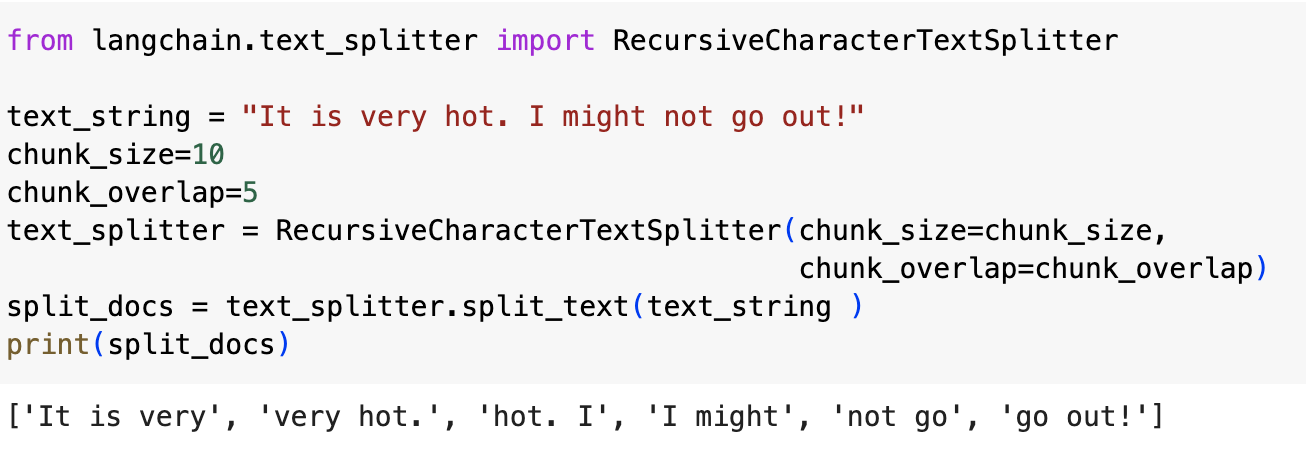 from langchain.text_splitter import RecursiveCharacterTextSplitter
text_string = "It is very hot. I might not go out!"
chunk_size=10
chunk_overlap=5
text_splitter = RecursiveCharacterTextSplitter(chunk_size=chunk_size,
chunk_overlap=chunk_overlap)
split_docs = text_splitter.split_text(text_string )
print(split_docs)
['It is very', 'very hot.', 'hot. I', 'I might', 'not go', 'go out!']